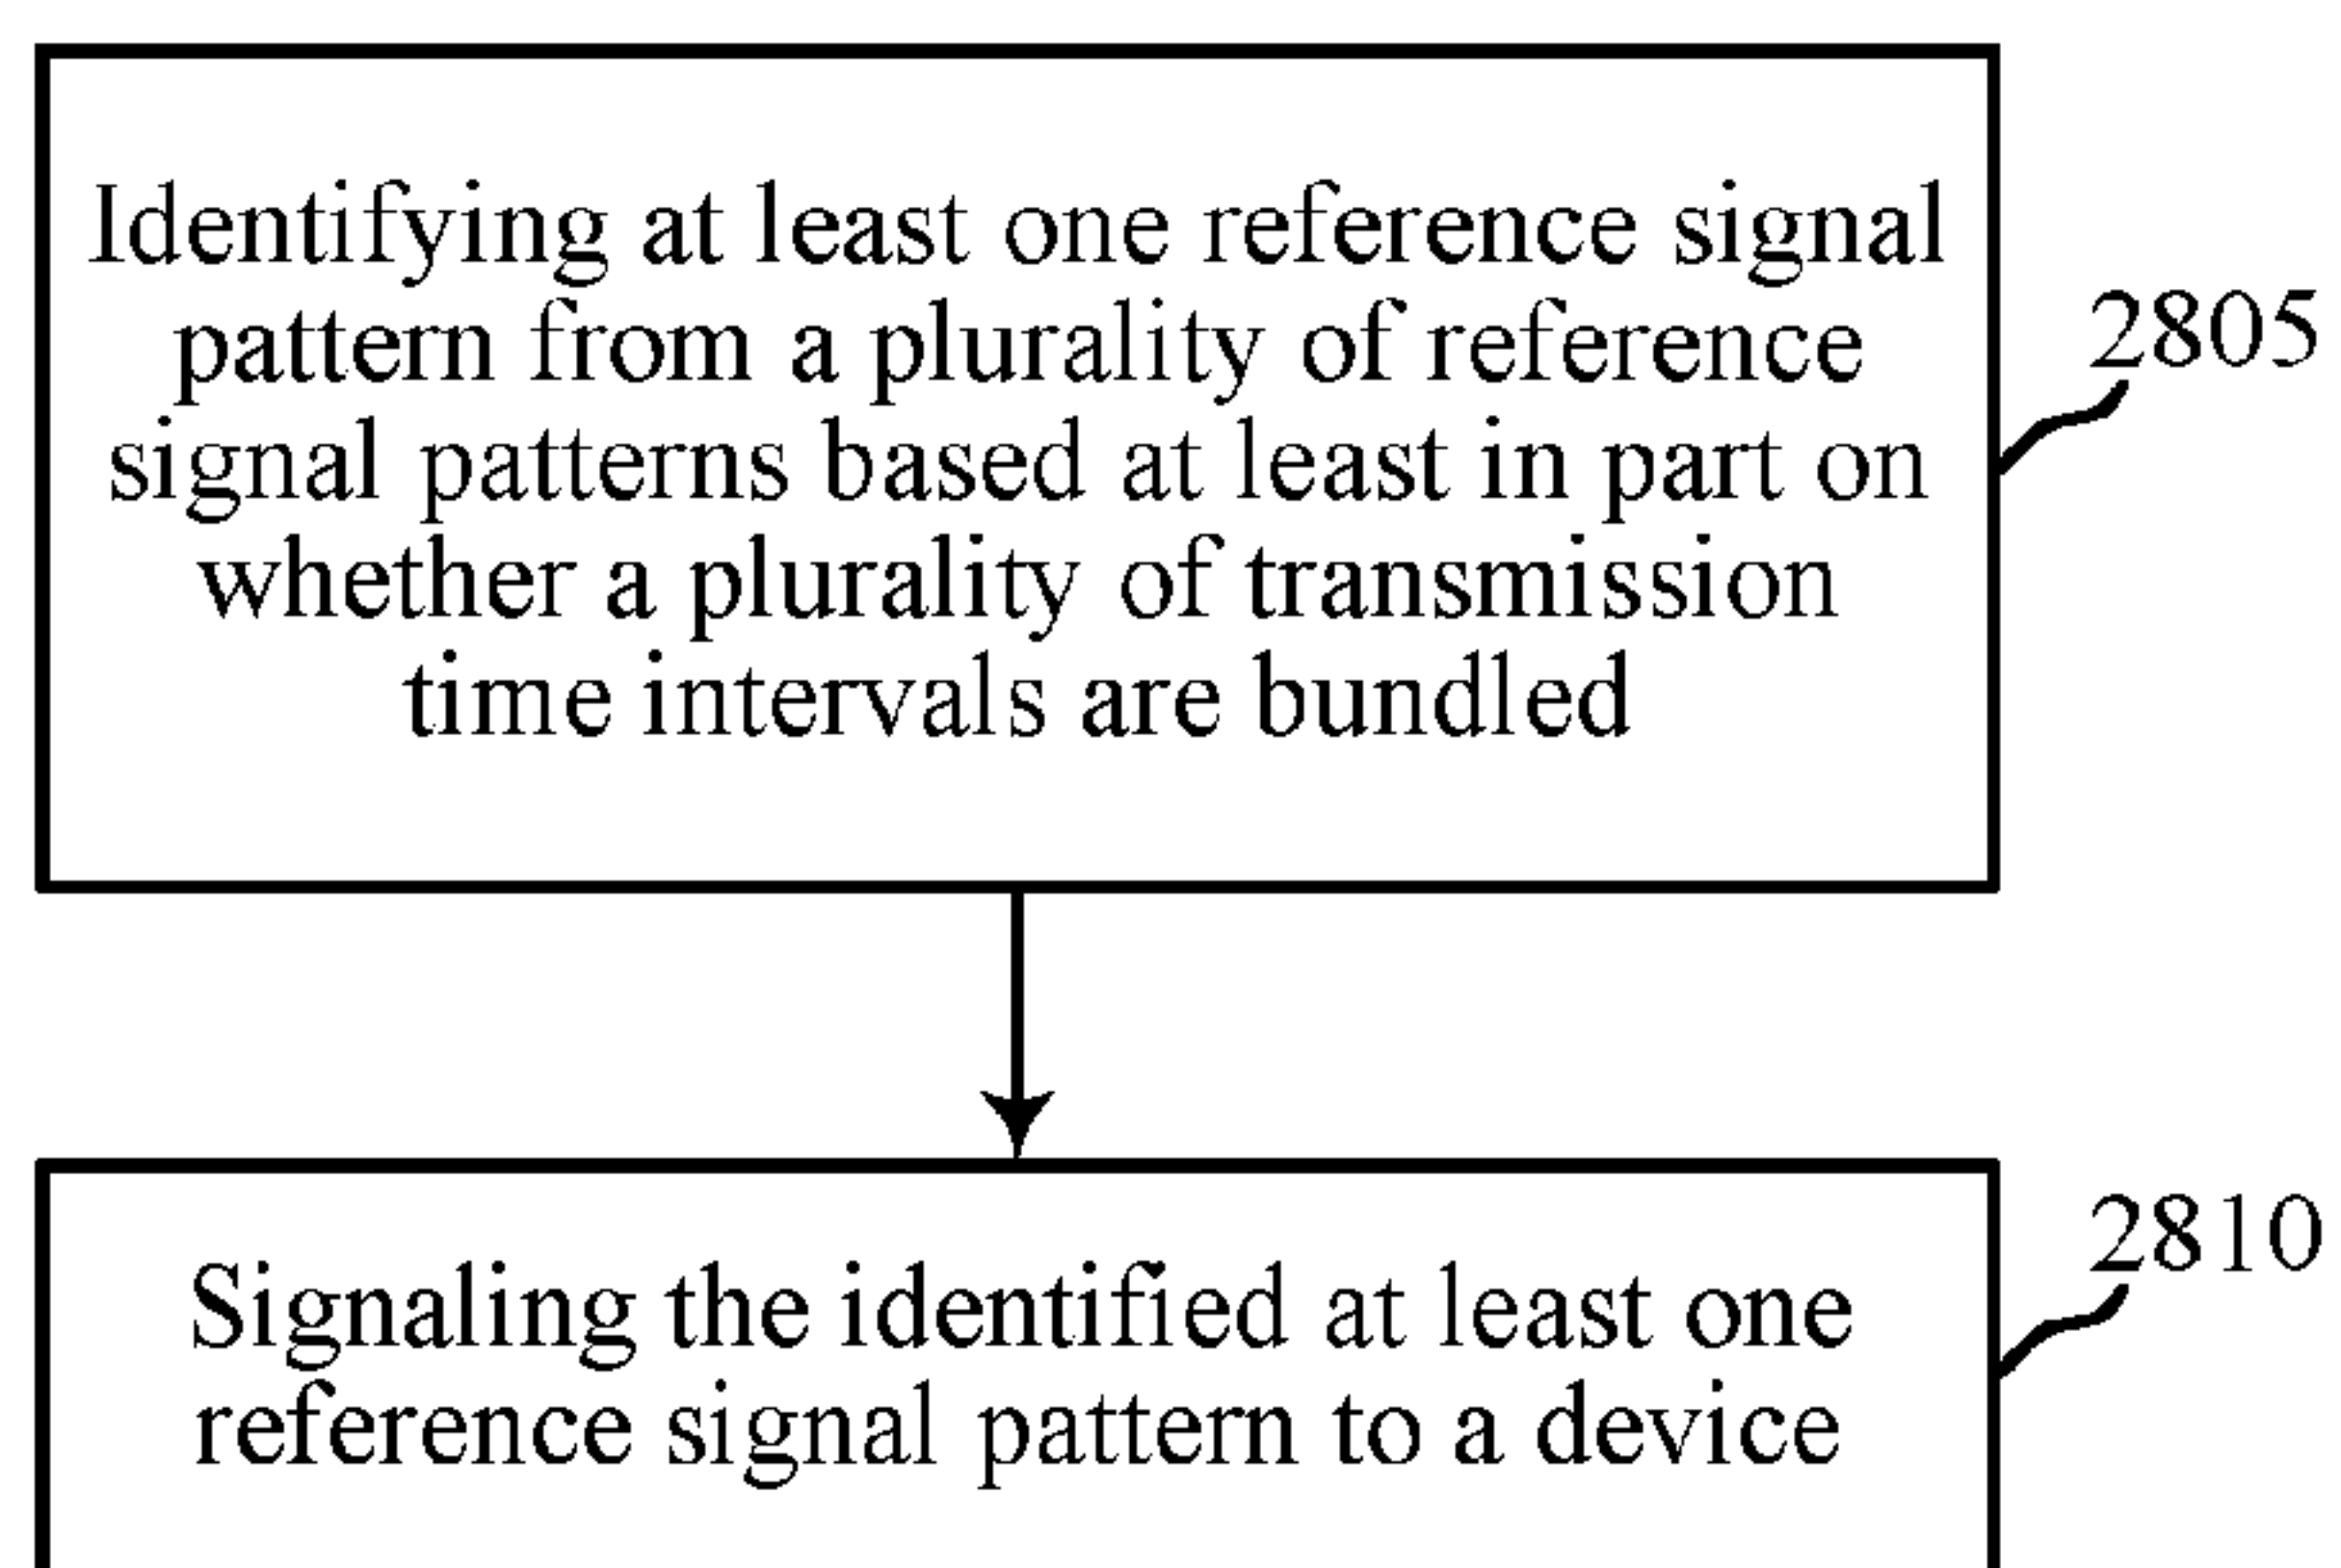 Identifying at least one reference signal
pattern from a plurality of reference
signal patterns based at least in part on
whether a plurality of transmission
time intervals are bundled
2805
2810
Signaling the identified at least one
reference signal pattern to a device